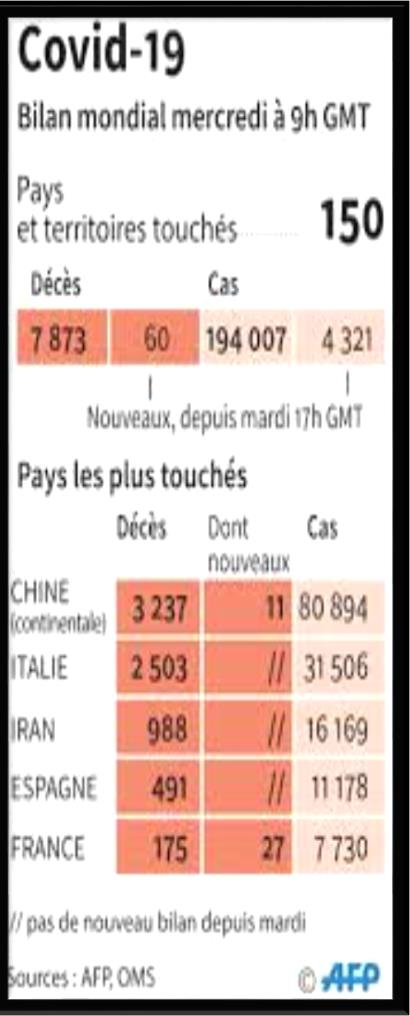 Covid-19
Bilan mondial mercredi à 9h GMT
Pays
et territoires touchés 150
Décès Cas
7 873 60 194 007 4 321
Nouveaux, depuis mardi 17h GMT
Pays les plus touchés
Décès Dont Cas
nouveaux
CHINE
(continentale) 3 237 11 80 894
ITALIE 2 503 // 31 506
IRAN 988 // 16 169
ESPAGNE 491 // 11 178
FRANCE 175 27 7 730
// pas de nouveau bilan depuis mardi
Sources : AFP, OMS © AFP